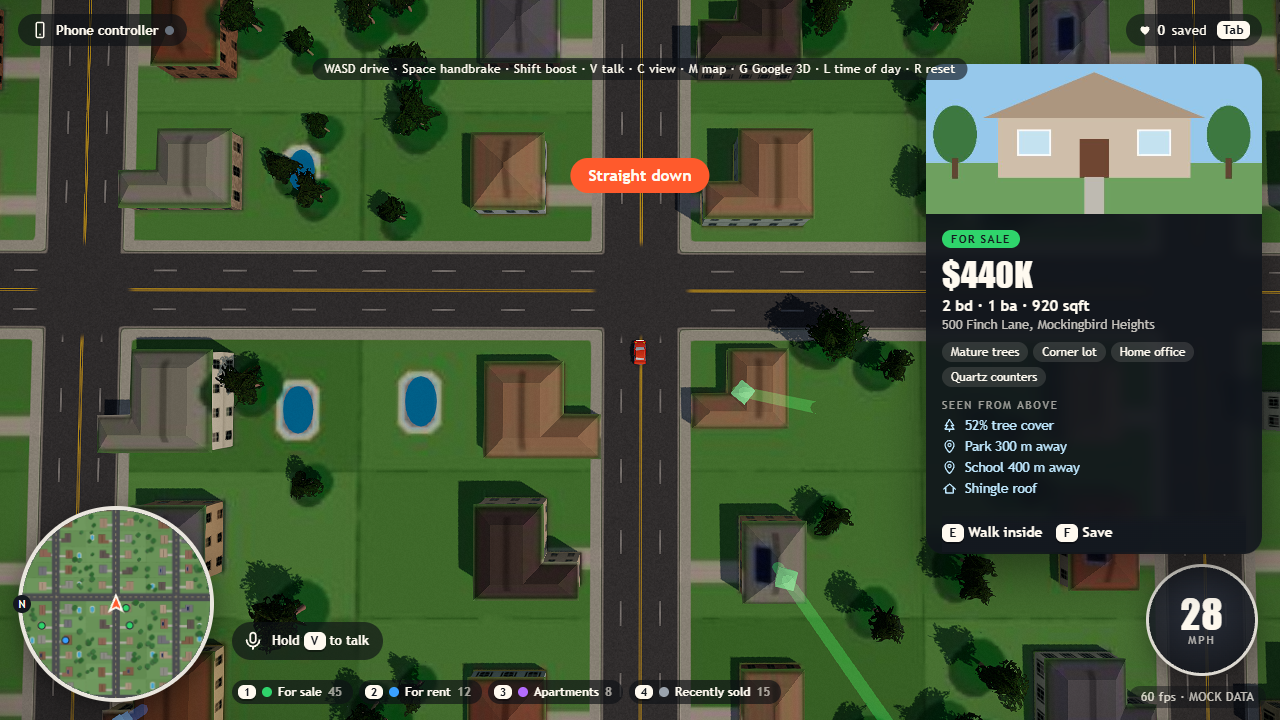 Phone controller
0 saved Tab
WASD drive · Space handbrake · Shift boost · V talk · C view · M map · G Google 3D · L time of day · R reset
Straight down
FOR SALE
$440K
2 bd · 1 ba · 920 sqft
500 Finch Lane, Mockingbird Heights
Mature trees Corner lot Home office
Quartz counters
SEEN FROM ABOVE
52% tree cover
Park 300 m away
School 400 m away
Shingle roof
E Walk inside F Save
N
28
MPH
Hold V to talk
1 For sale 45 2 For rent 12 3 Apartments 8 4 Recently sold 15
60 fps · MOCK DATA